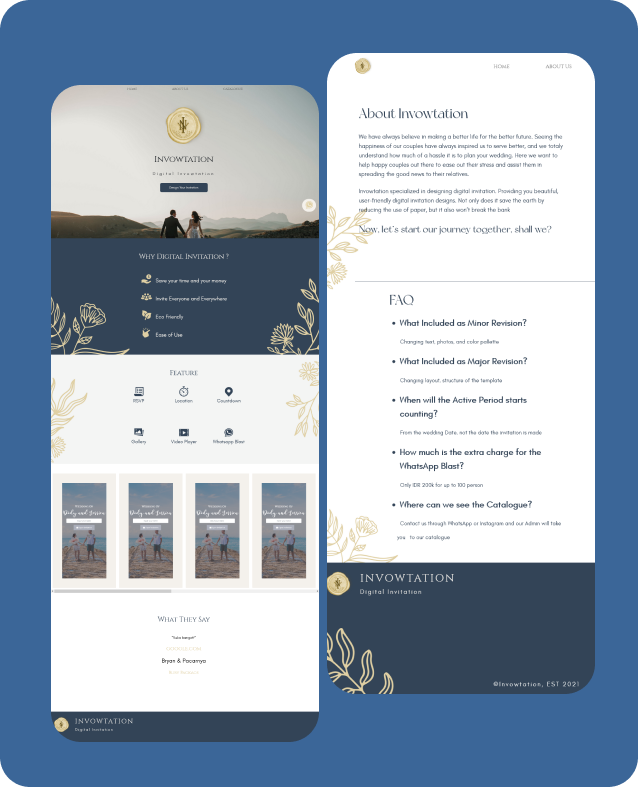 HOME ABOUT US CATALOGUE
INVOWTATION
Digital Invowtation
WHY DIGITAL INVITATION ?
Save your time and your money
Invite Everyone and Everywhere
Eco Friendly
Ease of Use
FEATURE
RSVP Location Countdown
Gallery Video Player Whatsapp Blast
WHAT THEY SAY
Bryan & Pacamya
INVOWTATION
Digital Invitation
HOME ABOUT US
About Invowtation
We have always believe in making a better life for the better future. Seeing the
happiness of our couples have always inspired us to serve better, and we totaly
understand how much of a hassle it is to plan your wedding. Here we want to
help happy couples out there to ease out their stress and assist them in
spreading the good news to their relatives.
Invowtation specialized in designing digital invitation. Providing you beautiful,
user-friendly digital invitation designs. Not only does it save the earth by
reducing the use of paper, but it also won't break the bank
Now, let's start our journey together, shall we?
FAQ
• What Included as Minor Revision?
Changing text, photos, and color pallette
• What Included as Major Revision?
Changing layout, structure of the template
• When will the Active Period starts
counting?
From the wedding Date, not the date the invitation is made
• How much is the extra charge for the
WhatsApp Blast?
Only IDR 200k for up to 100 person
• Where can we see the Catalogue?
Contact us through WhatsApp or instagram and our Admin will take
you to our catalogue
INVOWTATION
Digital Invitation
@Invowtation, EST 2021